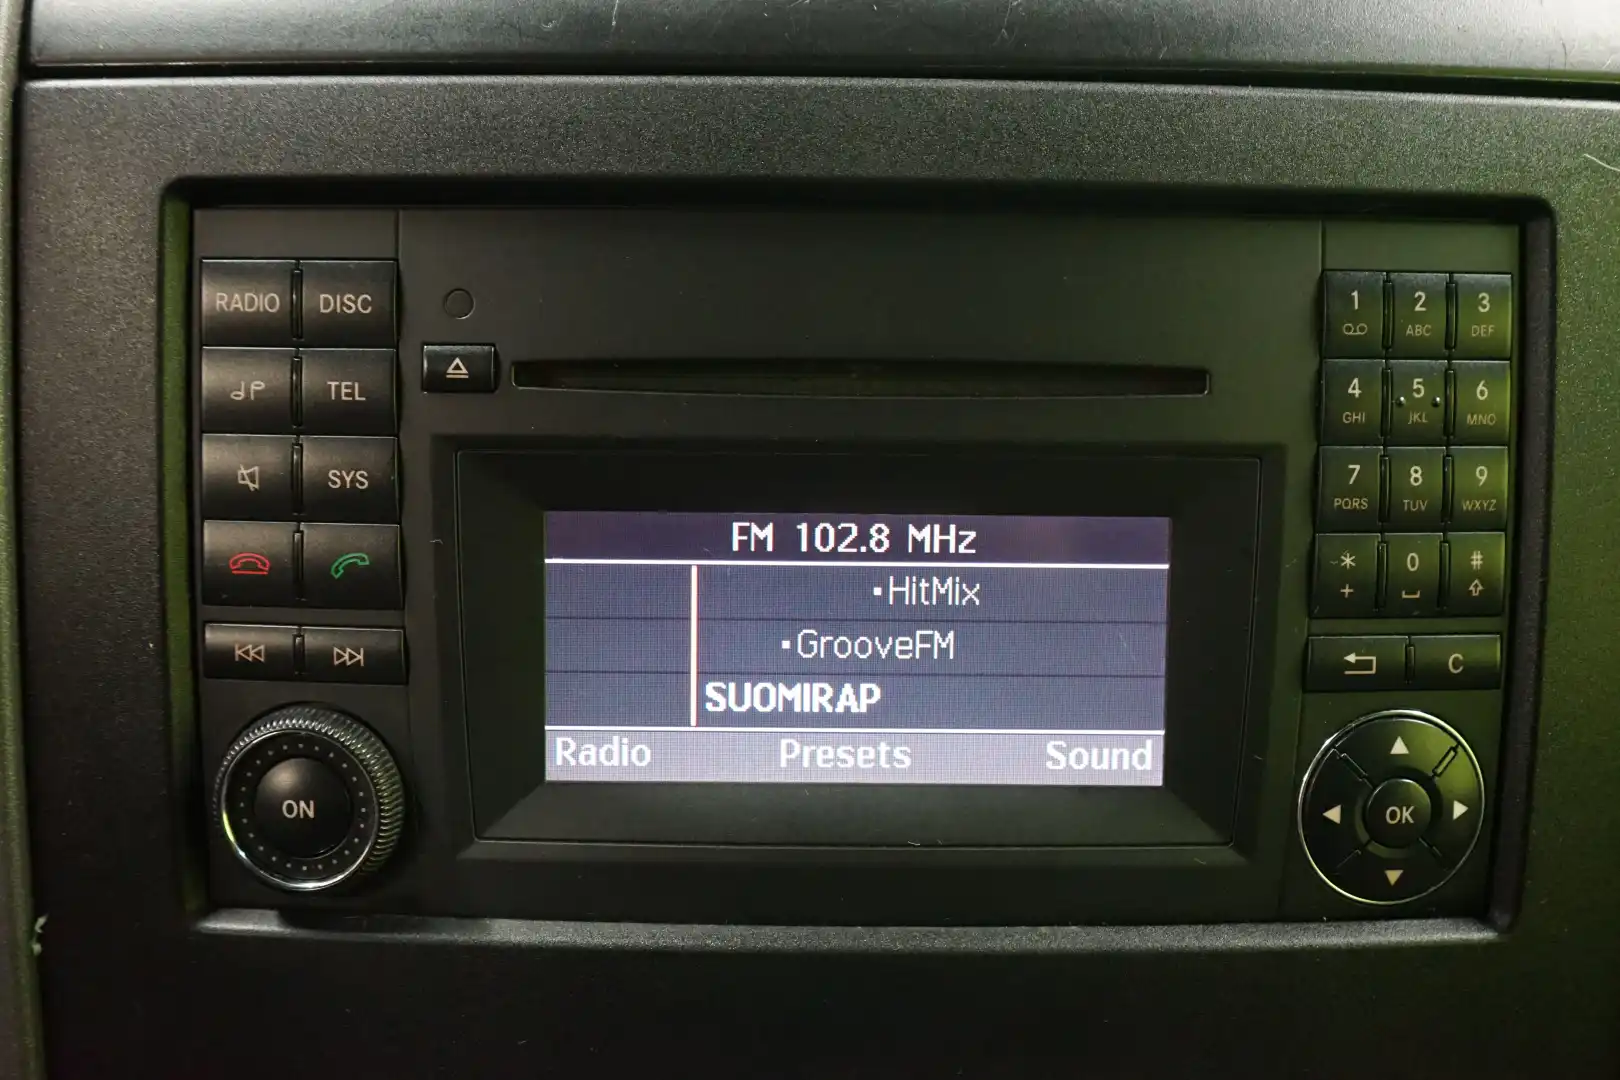 RADIO DISC
TEL
SYS
ON
FM 102.8 MHz
▪HitMix
▪GrooveFM
SUOMIRAP
Radio Presets Sound
1 2 3
ABC DEF
4 5 6
GHI JKL MNO
7 8 9
PQRS TUV WXYZ
* 0 #
+
C
OK